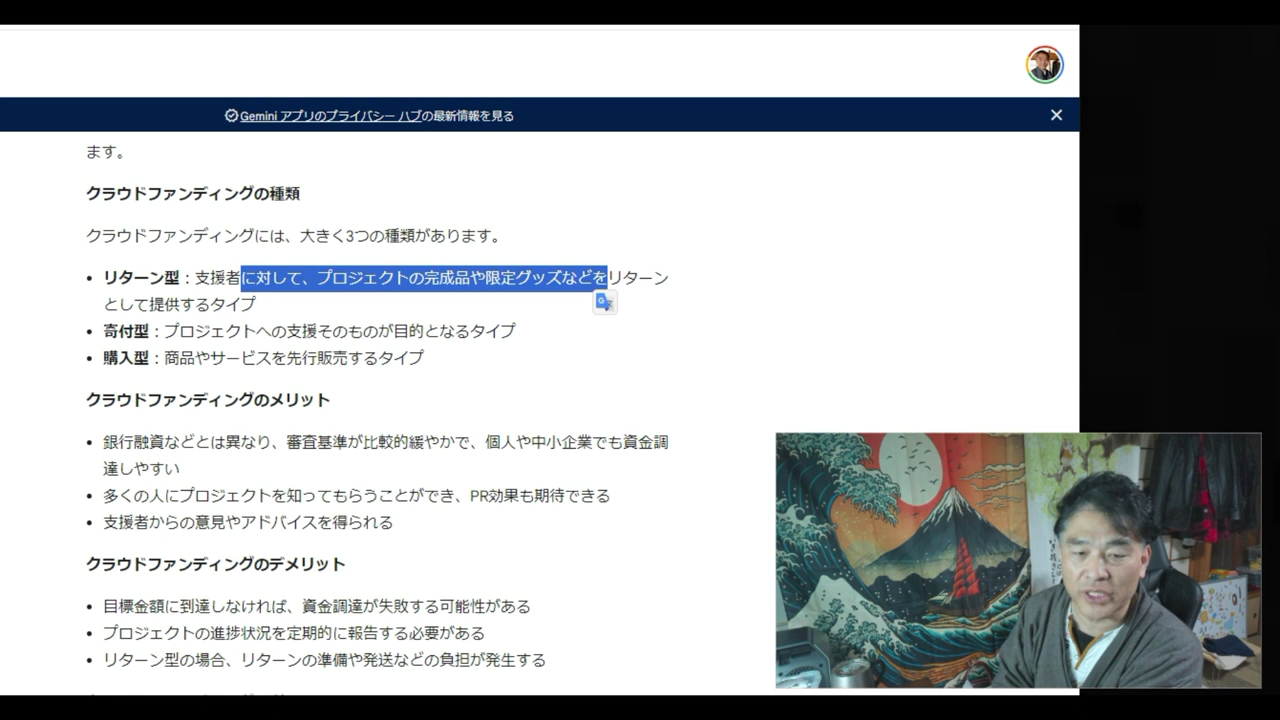 Gemini アプリのプライバシー ハブの最新情報を見る
ます。
クラウドファンディングの種類
クラウドファンディングには、大きく3つの種類があります。
• リターン型：支援者に対して、プロジェクトの完成品や限定グッズなどをリターン
として提供するタイプ
• 寄付型：プロジェクトへの支援そのものが目的となるタイプ
• 購入型：商品やサービスを先行販売するタイプ
クラウドファンディングのメリット
• 銀行融資などとは異なり、審査基準が比較的緩やかで、個人や中小企業でも資金調
達しやすい
• 多くの人にプロジェクトを知ってもらうことができ、PR効果も期待できる
• 支援者からの意見やアドバイスを得られる
クラウドファンディングのデメリット
• 目標金額に到達しなければ、資金調達が失敗する可能性がある
• プロジェクトの進捗状況を定期的に報告する必要がある
• リターン型の場合、リターンの準備や発送などの負担が発生する